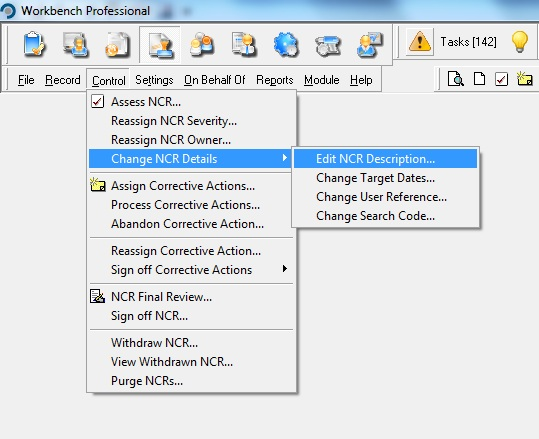 Workbench Professional
Tasks [142]
File Record Control Settings On Behalf Of Reports Module Help
Assess NCR...
Reassign NCR Severity...
Reassign NCR Owner...
Change NCR Details
Edit NCR Description...
Change Target Dates...
Change User Reference...
Change Search Code...
Assign Corrective Actions...
Process Corrective Actions...
Abandon Corrective Action...
Reassign Corrective Action...
Sign off Corrective Actions
NCR Final Review...
Sign off NCR...
Withdraw NCR...
View Withdrawn NCR...
Purge NCRs...